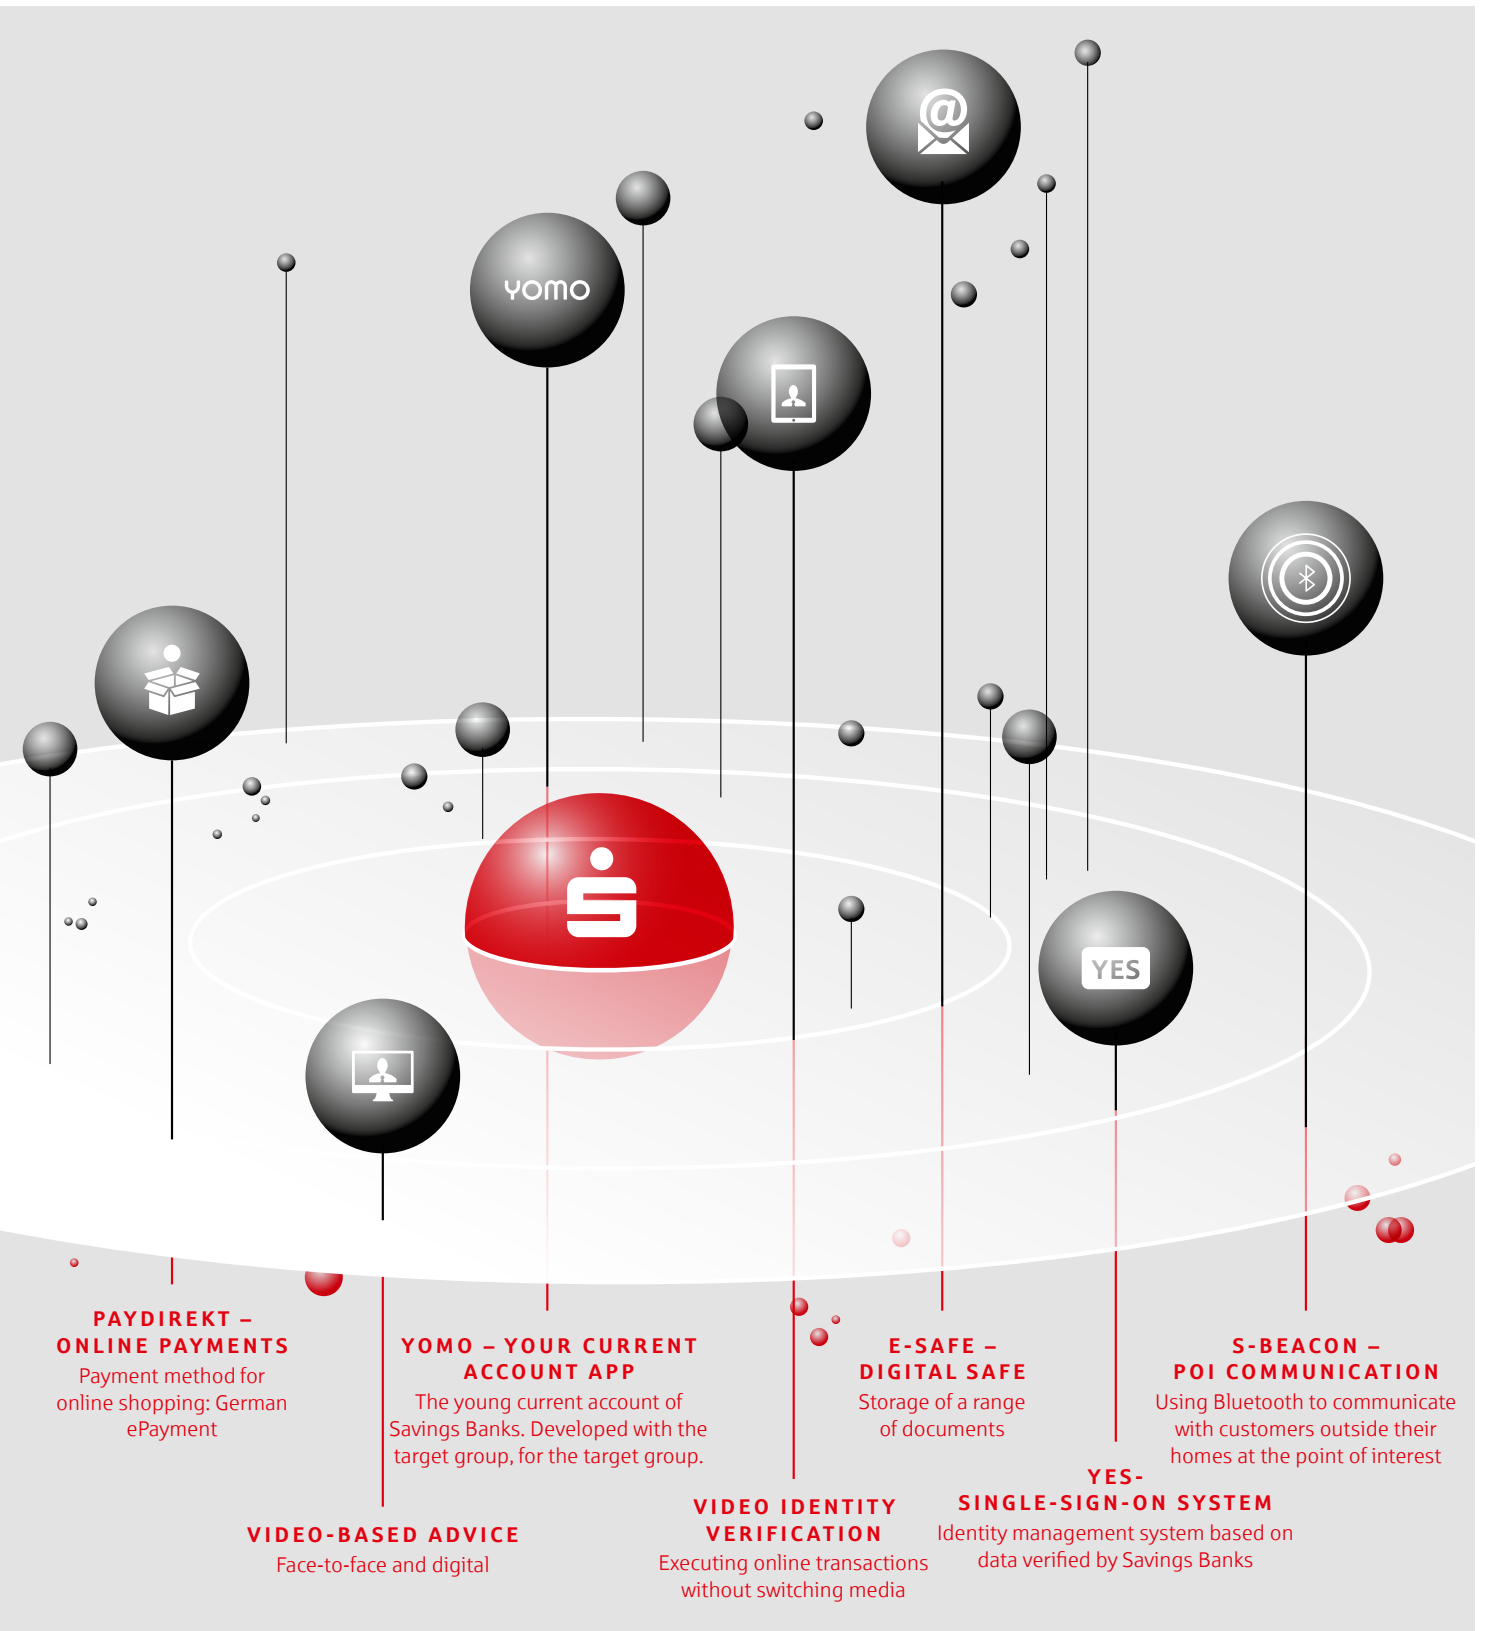 @
YOMO
YES
PAYDIREKT –
ONLINE PAYMENTS
Payment method for
online shopping: German
ePayment
VIDEO-BASED ADVICE
Face-to-face and digital
YOMO – YOUR CURRENT
ACCOUNT APP
The young current account of
Savings Banks. Developed with the
target group, for the target group.
VIDEO IDENTITY
VERIFICATION
Executing online transactions
without switching media
E-SAFE –
DIGITAL SAFE
Storage of a range
of documents
YES-
SINGLE-SIGN-ON SYSTEM
Identity management system based on
data verified by Savings Banks
S-BEACON –
POI COMMUNICATION
Using Bluetooth to communicate
with customers outside their
homes at the point of interest